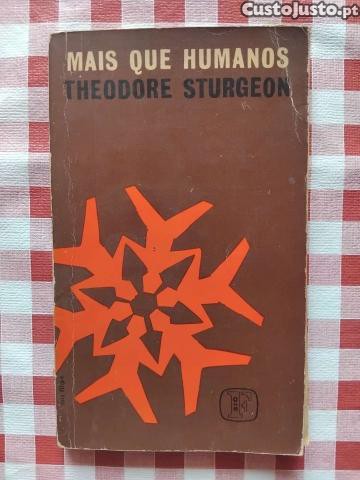 CustoJusto.pt
MAIS QUE HUMANOS
THEODORE STURGEON